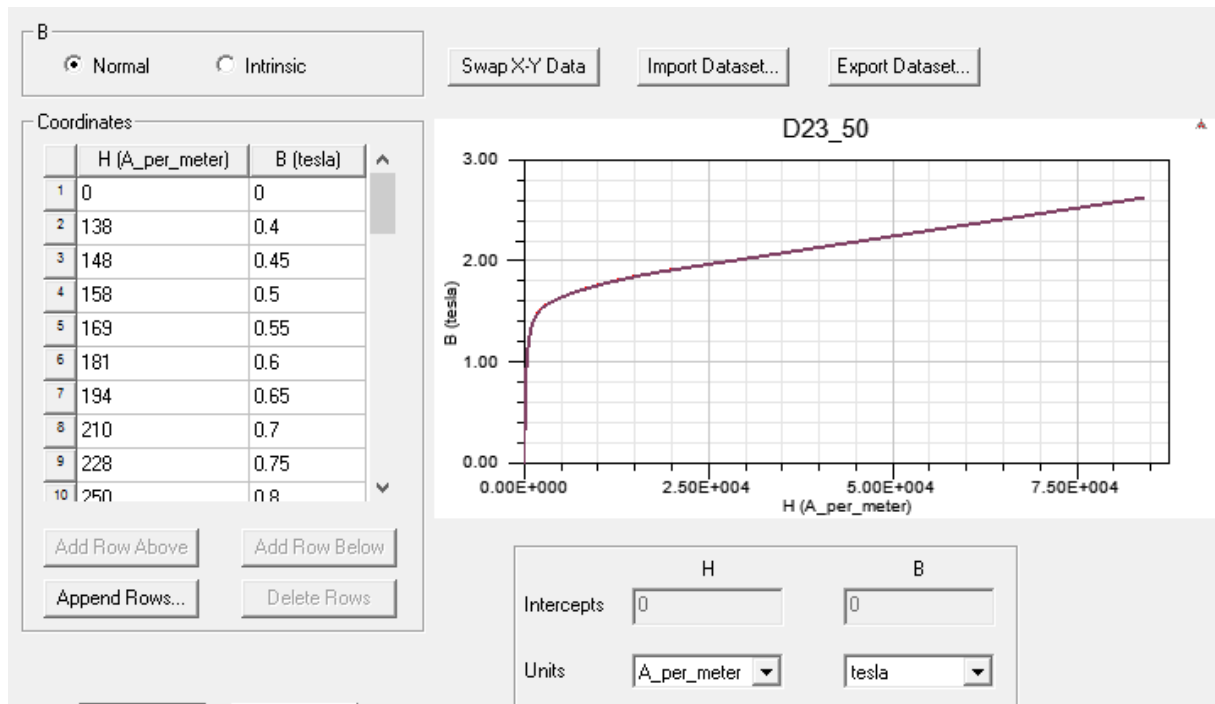 B
Normal Intrinsic
Swap X-Y Data Import Dataset... Export Dataset...
Coordinates
H (A_per_meter) B (tesla)
1 0 0
2 138 0.4
3 148 0.45
4 158 0.5
5 169 0.55
6 181 0.6
7 194 0.65
8 210 0.7
9 228 0.75
10 250 0.8
Add Row Above Add Row Below
Append Rows... Delete Rows
D23_50
3.00
2.00
1.00
0.00
B (tesla)
0.00E+000 2.50E+004 5.00E+004 7.50E+004
H (A_per_meter)
H B
Intercepts 0 0
Units A_per_meter tesla